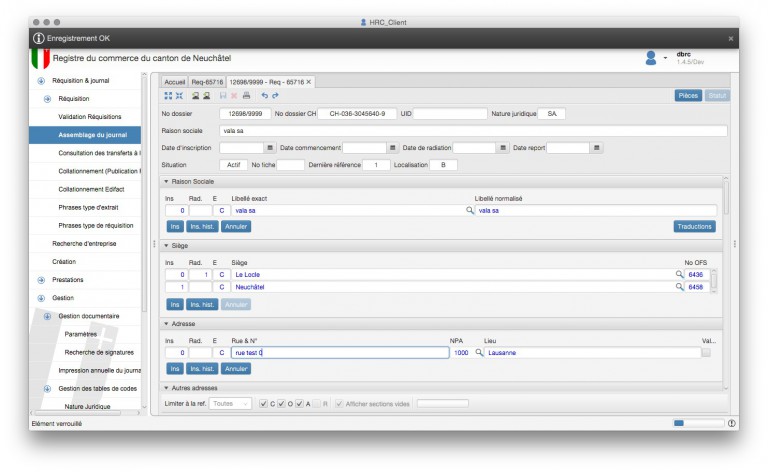 HRC_Client
Enregistrement OK
Registre du commerce du canton de Neuchâtel
dbrc
1.4.5/Dev
Réquisition & journal
Réquisition
Validation Réquisitions
Assemblage du journal
Consultation des transferts à l
Collationnement (Publication F
Collationnement Edifact
Phrases type d'extrait
Phrases type de réquisition
Recherche d'entreprise
Création
Prestations
Gestion
Gestion documentaire
Paramètres
Recherche de signatures
Impression annuelle du journa
Gestion des tables de codes
Nature Juridique
Accueil Req-65716 12698/9999 - Req - 65716
Pièces Statut
No dossier 12698/9999 No dossier CH CH-036-3045640-9 UID Nature juridique SA
Raison sociale vala sa
Date d'inscription Date commencement Date de radiation Date report
Situation Actif No fiche Dernière référence 1 Localisation B
Raison Sociale
Ins Rad. E Libellé exact Libellé normalisé
0 C vala sa vala sa
Ins Ins. hist. Annuler Traductions
Siège
Ins Rad. E Siège No OFS
0 1 C Le Locle 6436
1 C Neuchâtel 6458
Ins Ins. hist. Annuler
Adresse
Ins Rad. E Rue & N° NPA Lieu Val...
0 C rue test 0 1000 Lausanne
Ins Ins. hist. Annuler
Autres adresses
Limiter à la ref. Toutes C O A R Afficher sections vides
Elément verrouillé